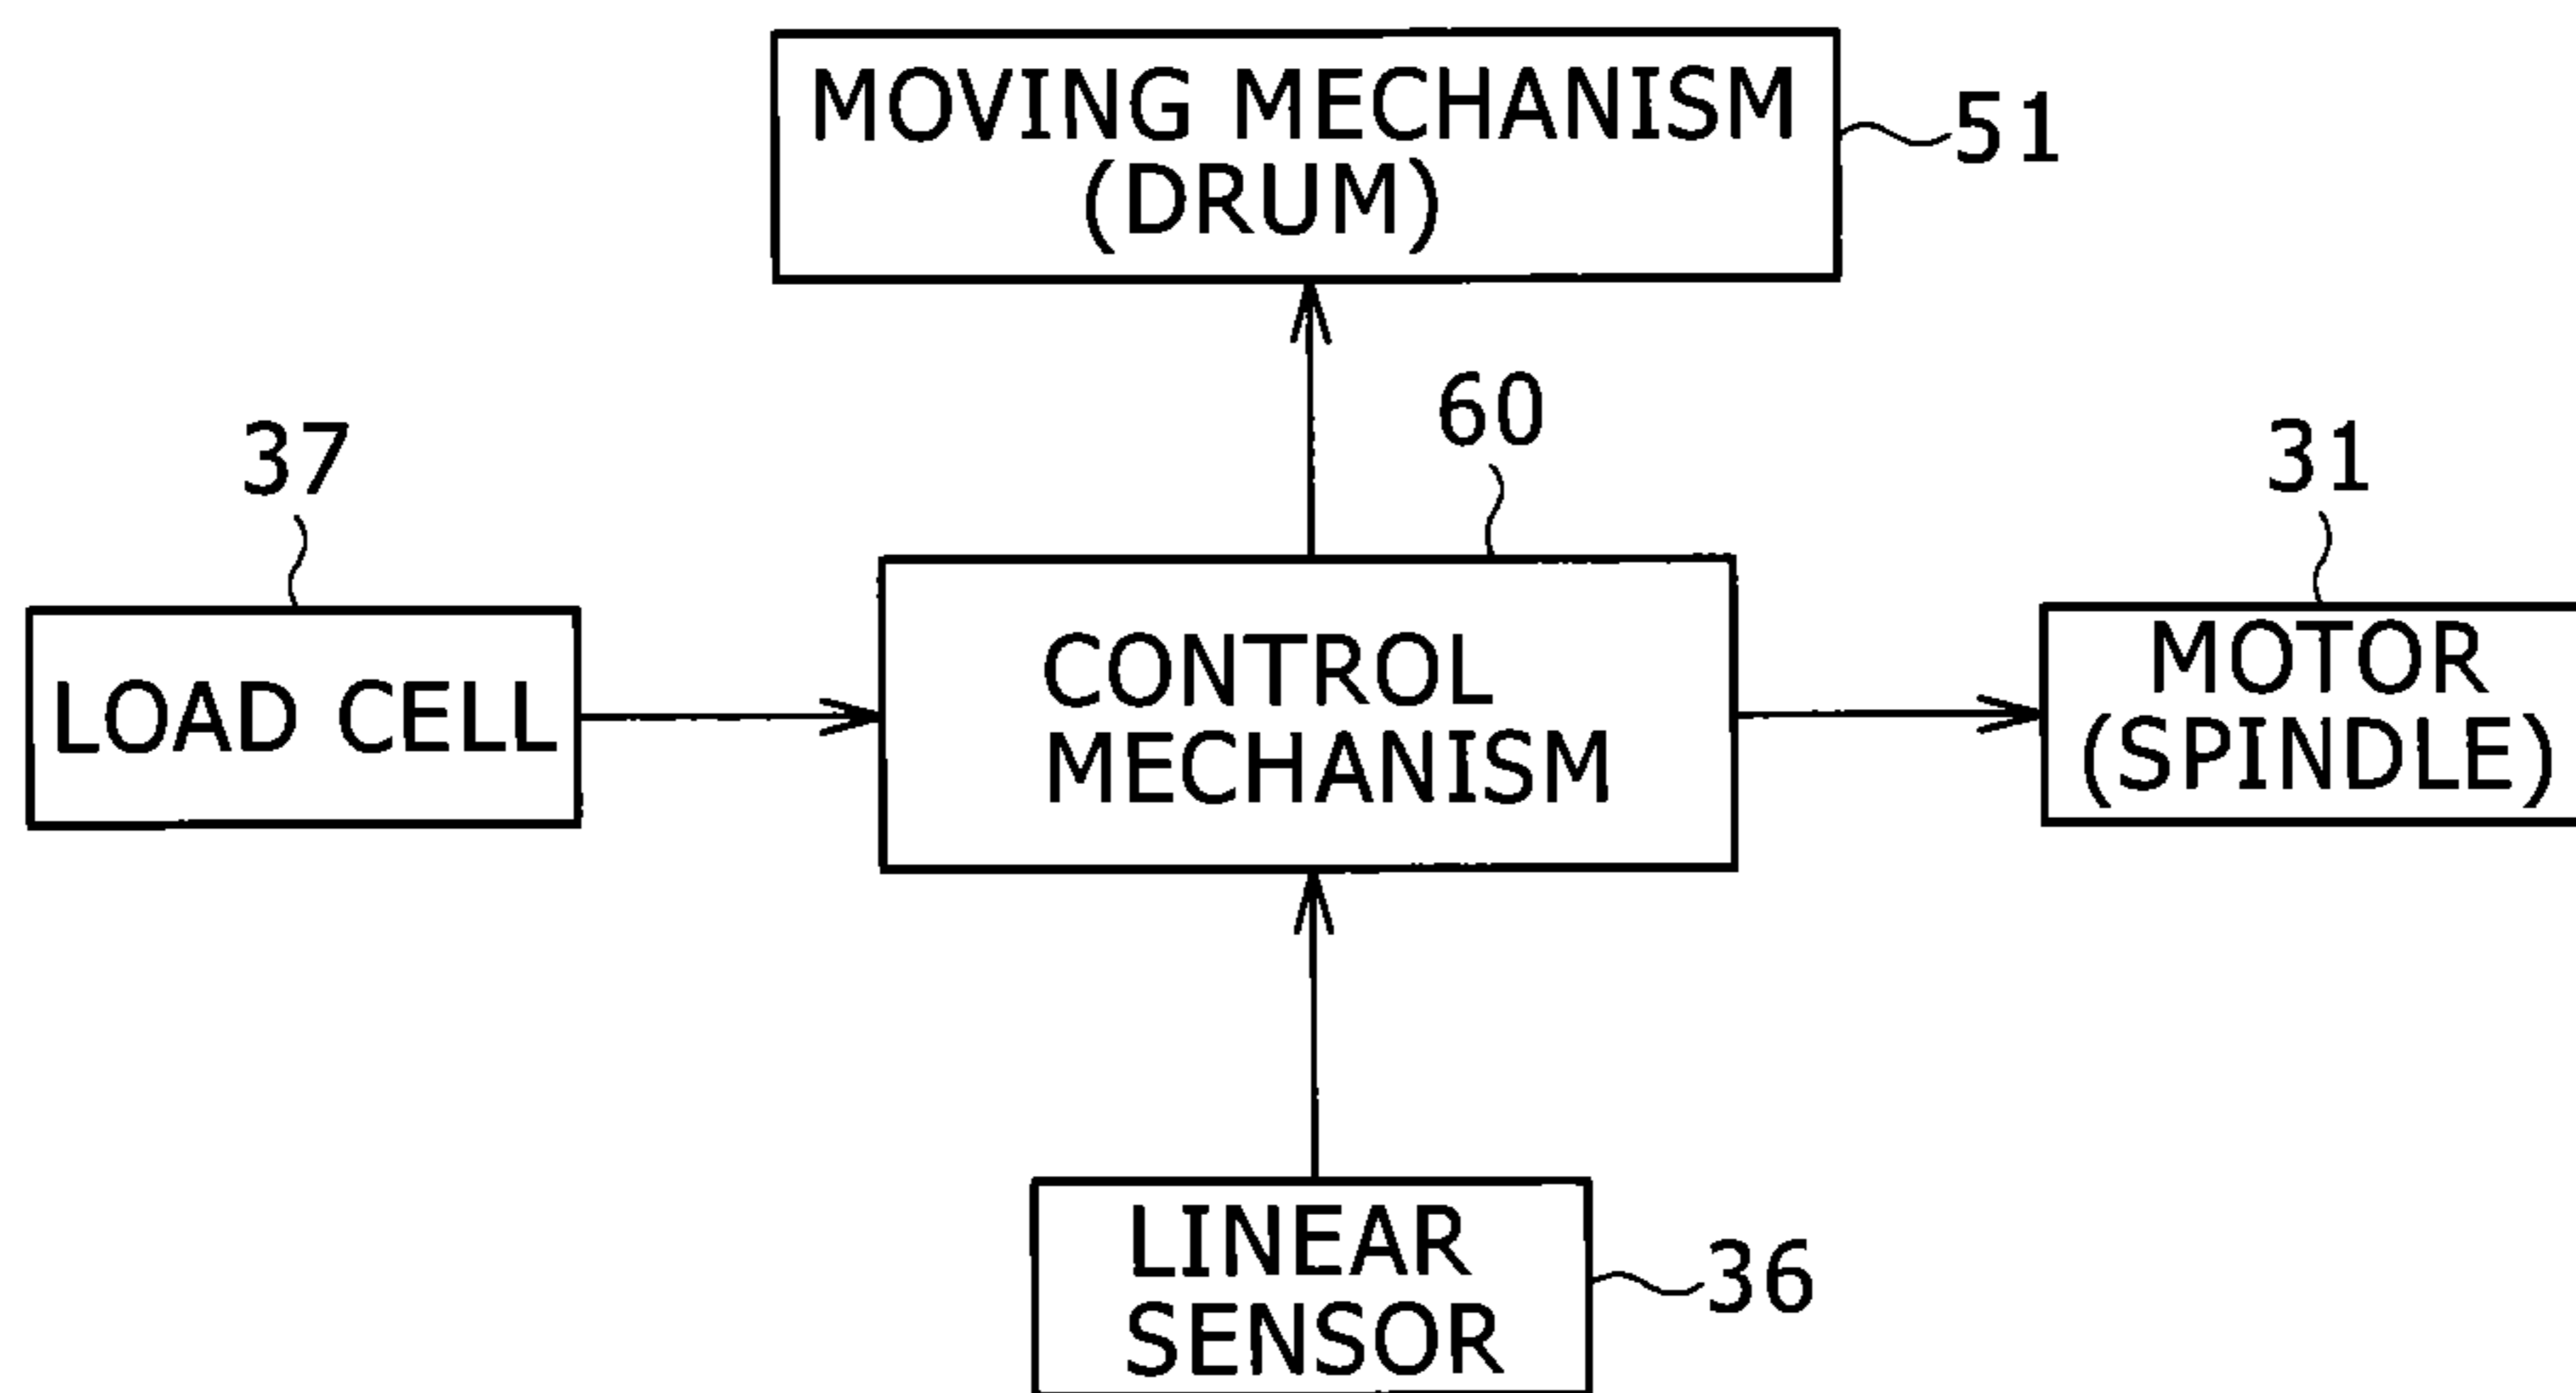 MOVING MECHANISM
(DRUM)
51
60
37
31
LOAD CELL
CONTROL
MECHANISM
MOTOR
(SPINDLE)
LINEAR
SENSOR
36